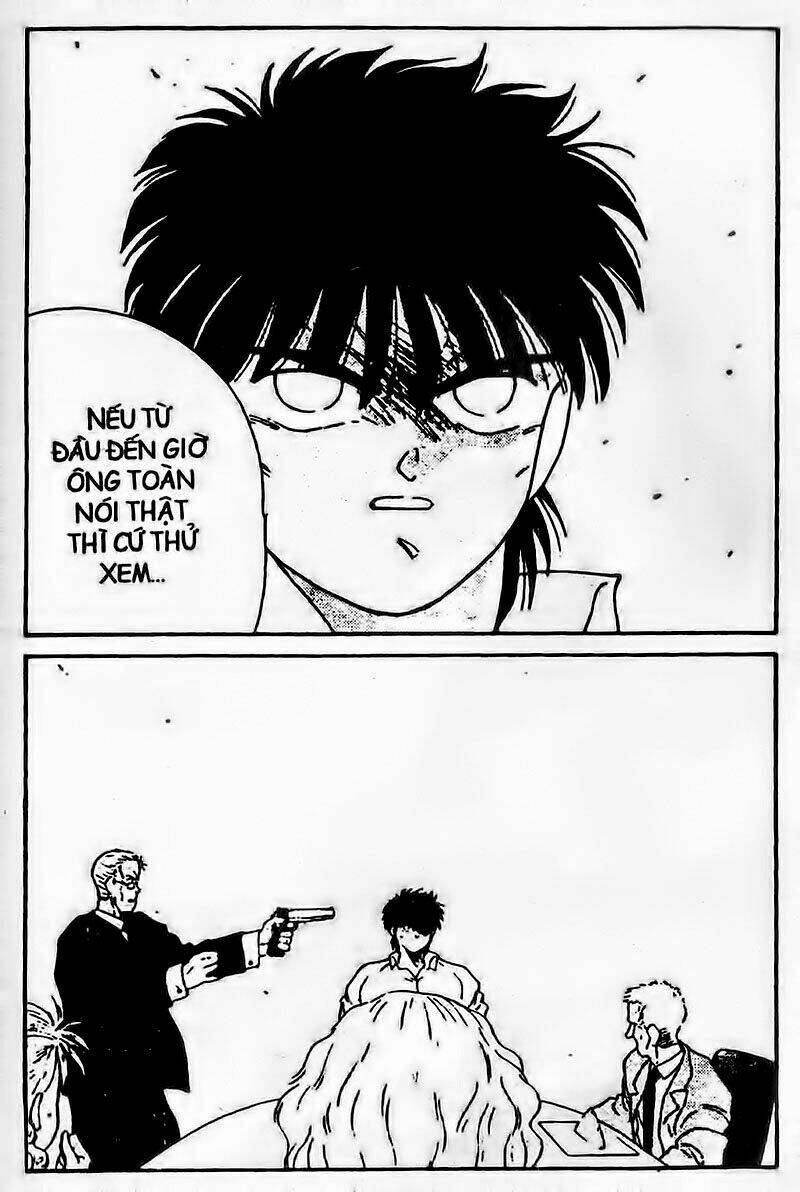 NẾU TỪ
ĐẦU ĐẾN GIỜ
ÔNG TOÀN
NÓI THẬT
THÌ CỨ THỬ
XEM...